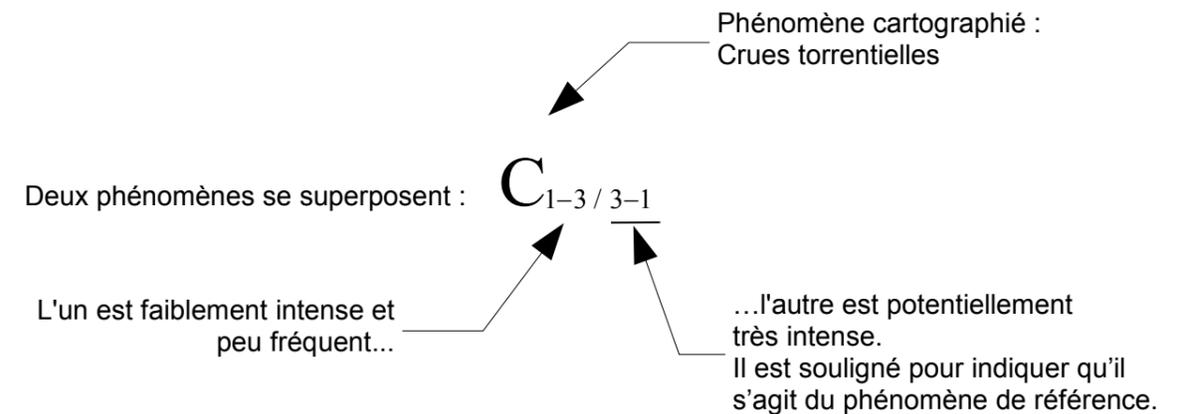 Phénomène cartographié :
Crues torrentielles
Deux phénomènes se superposent :
C1–3 / 3–1
L'un est faiblement intense et
peu fréquent...
…l'autre est potentiellement
très intense.
Il est souligné pour indiquer qu’il
s’agit du phénomène de référence.